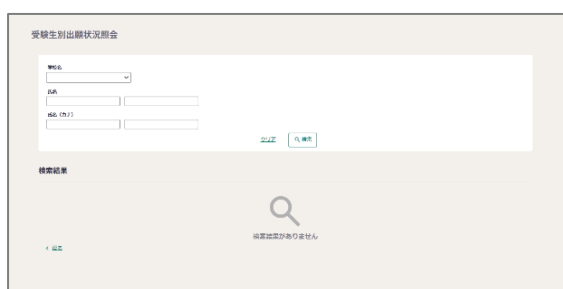 受験生別出願状況照会
学校名
氏名
氏名（カナ）
クリア 検索
検索結果
検索結果がありません
戻る